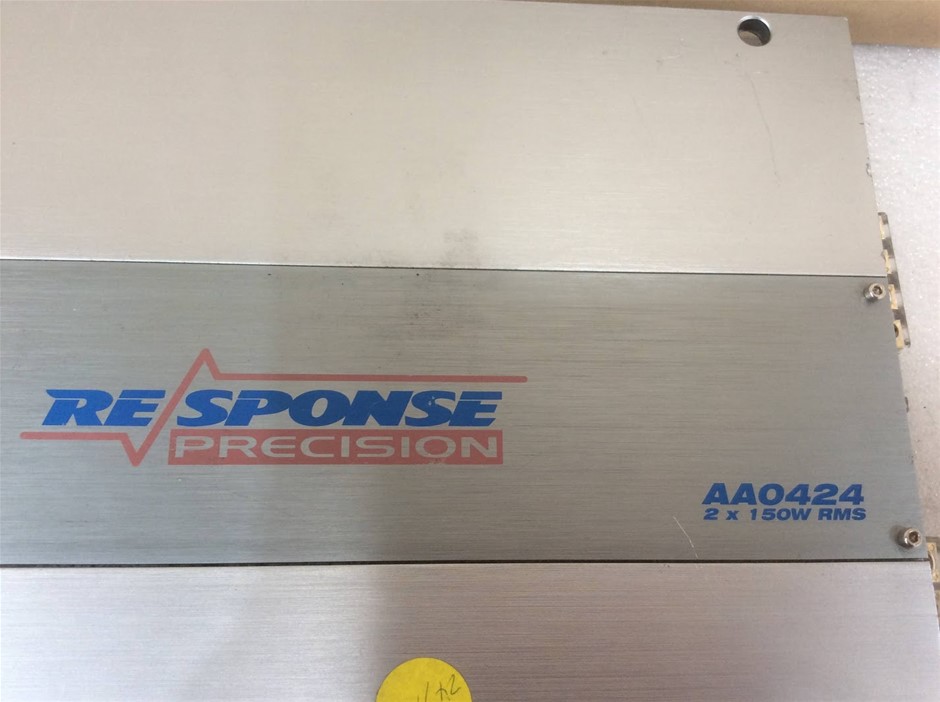 RESPONSE
PRECISION
AA0424
2 x 150W RMS